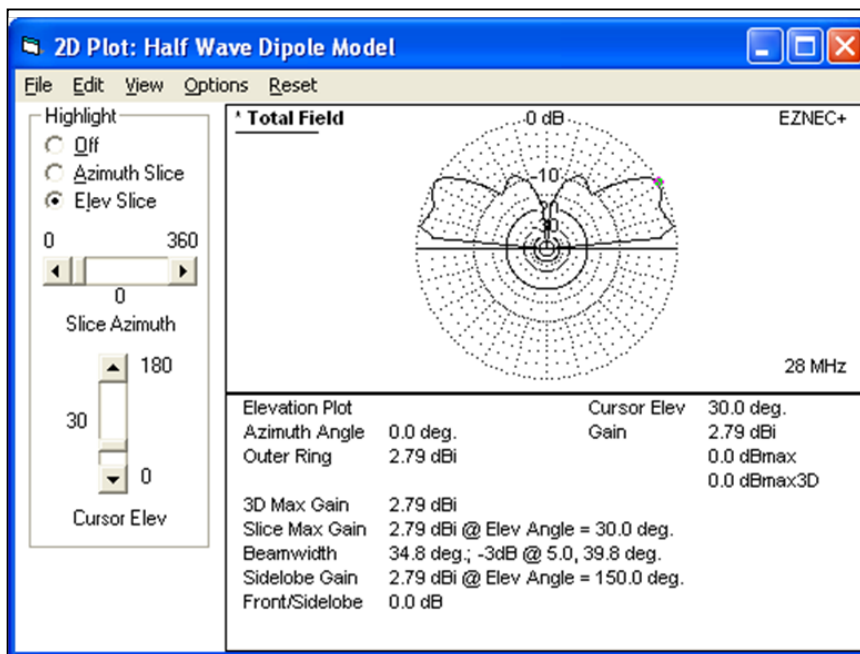 2D Plot: Half Wave Dipole Model
File Edit View Options Reset
Highlight
Off
Azimuth Slice
Elev Slice
0 360
0
Slice Azimuth
180
30
0
Cursor Elev
* Total Field
0 dB
EZNEC+
-10
20
30
28 MHz
Elevation Plot Cursor Elev 30.0 deg.
Azimuth Angle 0.0 deg. Gain 2.79 dBi
Outer Ring 2.79 dBi 0.0 dBmax
0.0 dBmax3D
3D Max Gain 2.79 dBi
Slice Max Gain 2.79 dBi @ Elev Angle = 30.0 deg.
Beamwidth 34.8 deg.; -3dB @ 5.0, 39.8 deg.
Sidelobe Gain 2.79 dBi @ Elev Angle = 150.0 deg.
Front/Sidelobe 0.0 dB